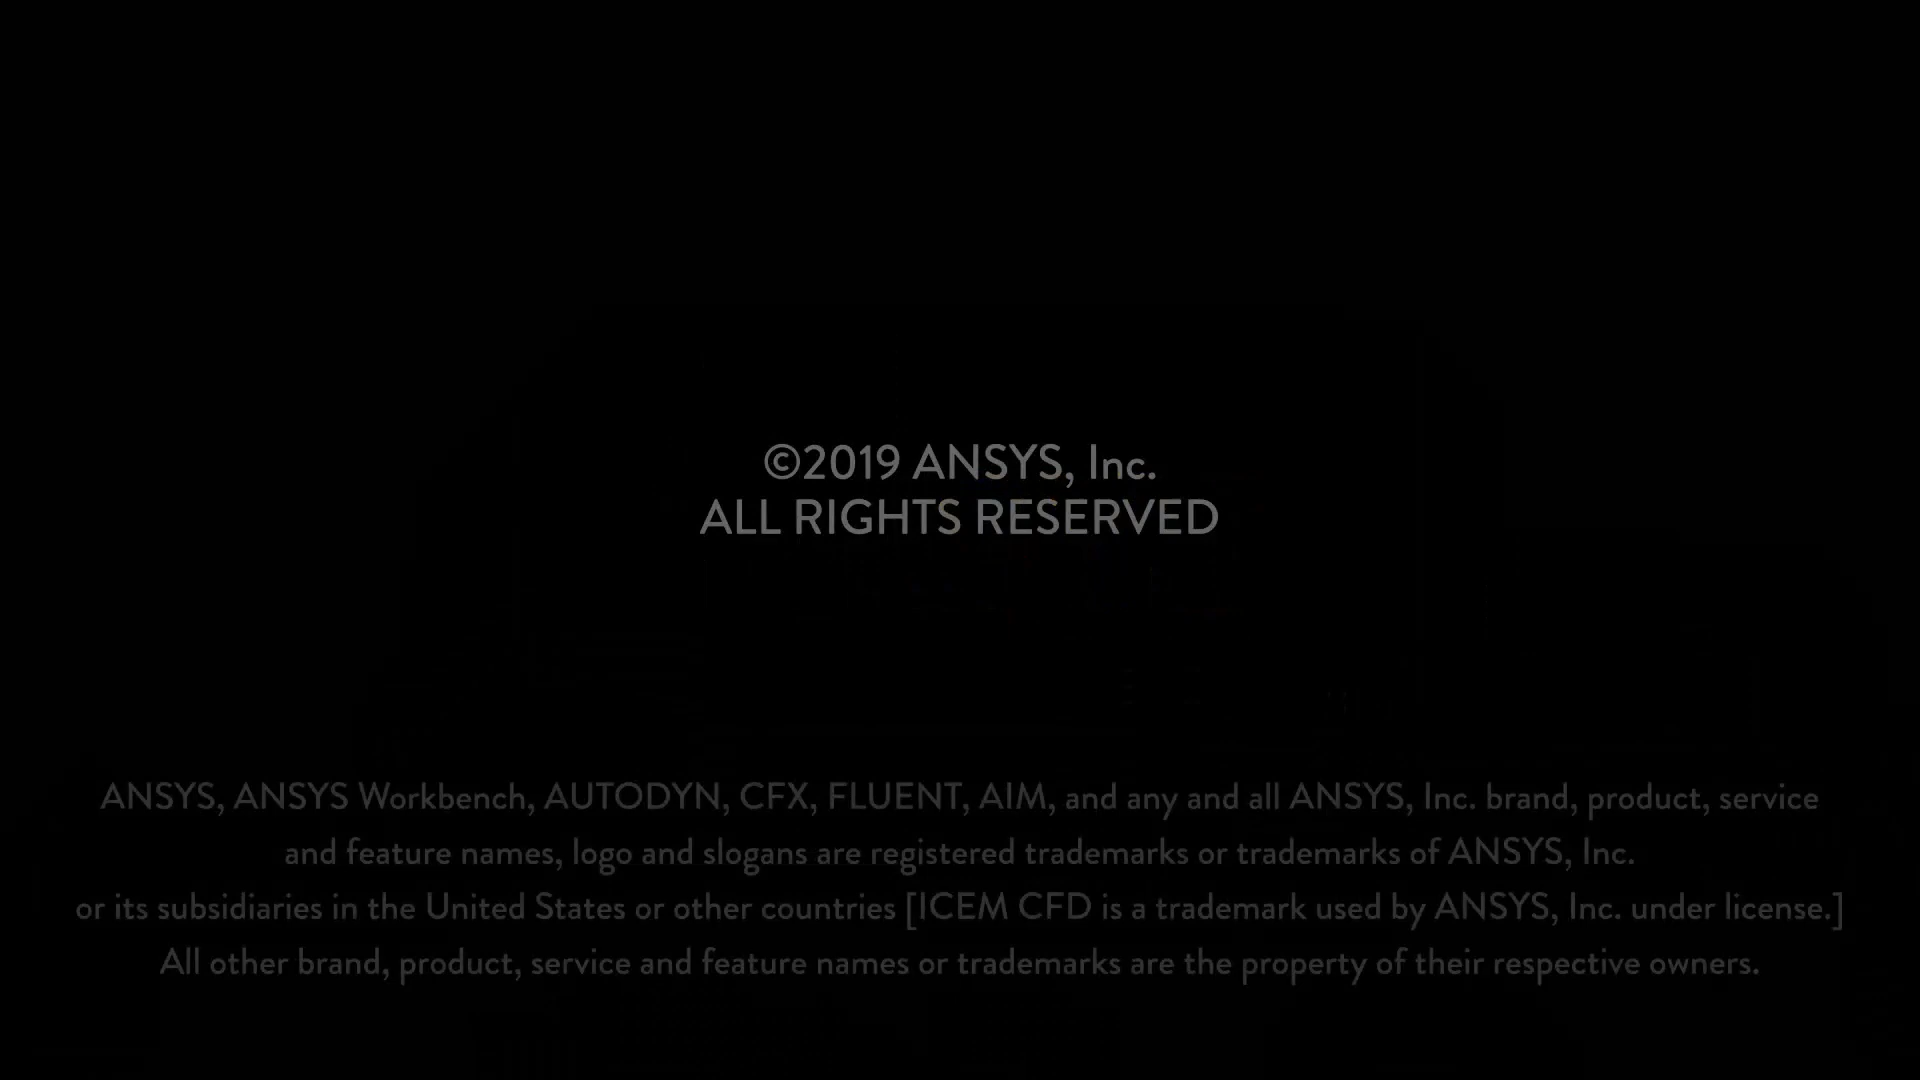 ©2019 ANSYS, Inc.
ALL RIGHTS RESERVED
ANSYS, ANSYS Workbench, AUTODYN, CFX, FLUENT, AIM, and any and all ANSYS, Inc. brand, product, service
and feature names, logo and slogans are registered trademarks or trademarks of ANSYS, Inc.
or its subsidiaries in the United States or other countries [ICEM CFD is a trademark used by ANSYS, Inc. under license.]
All other brand, product, service and feature names or trademarks are the property of their respective owners.